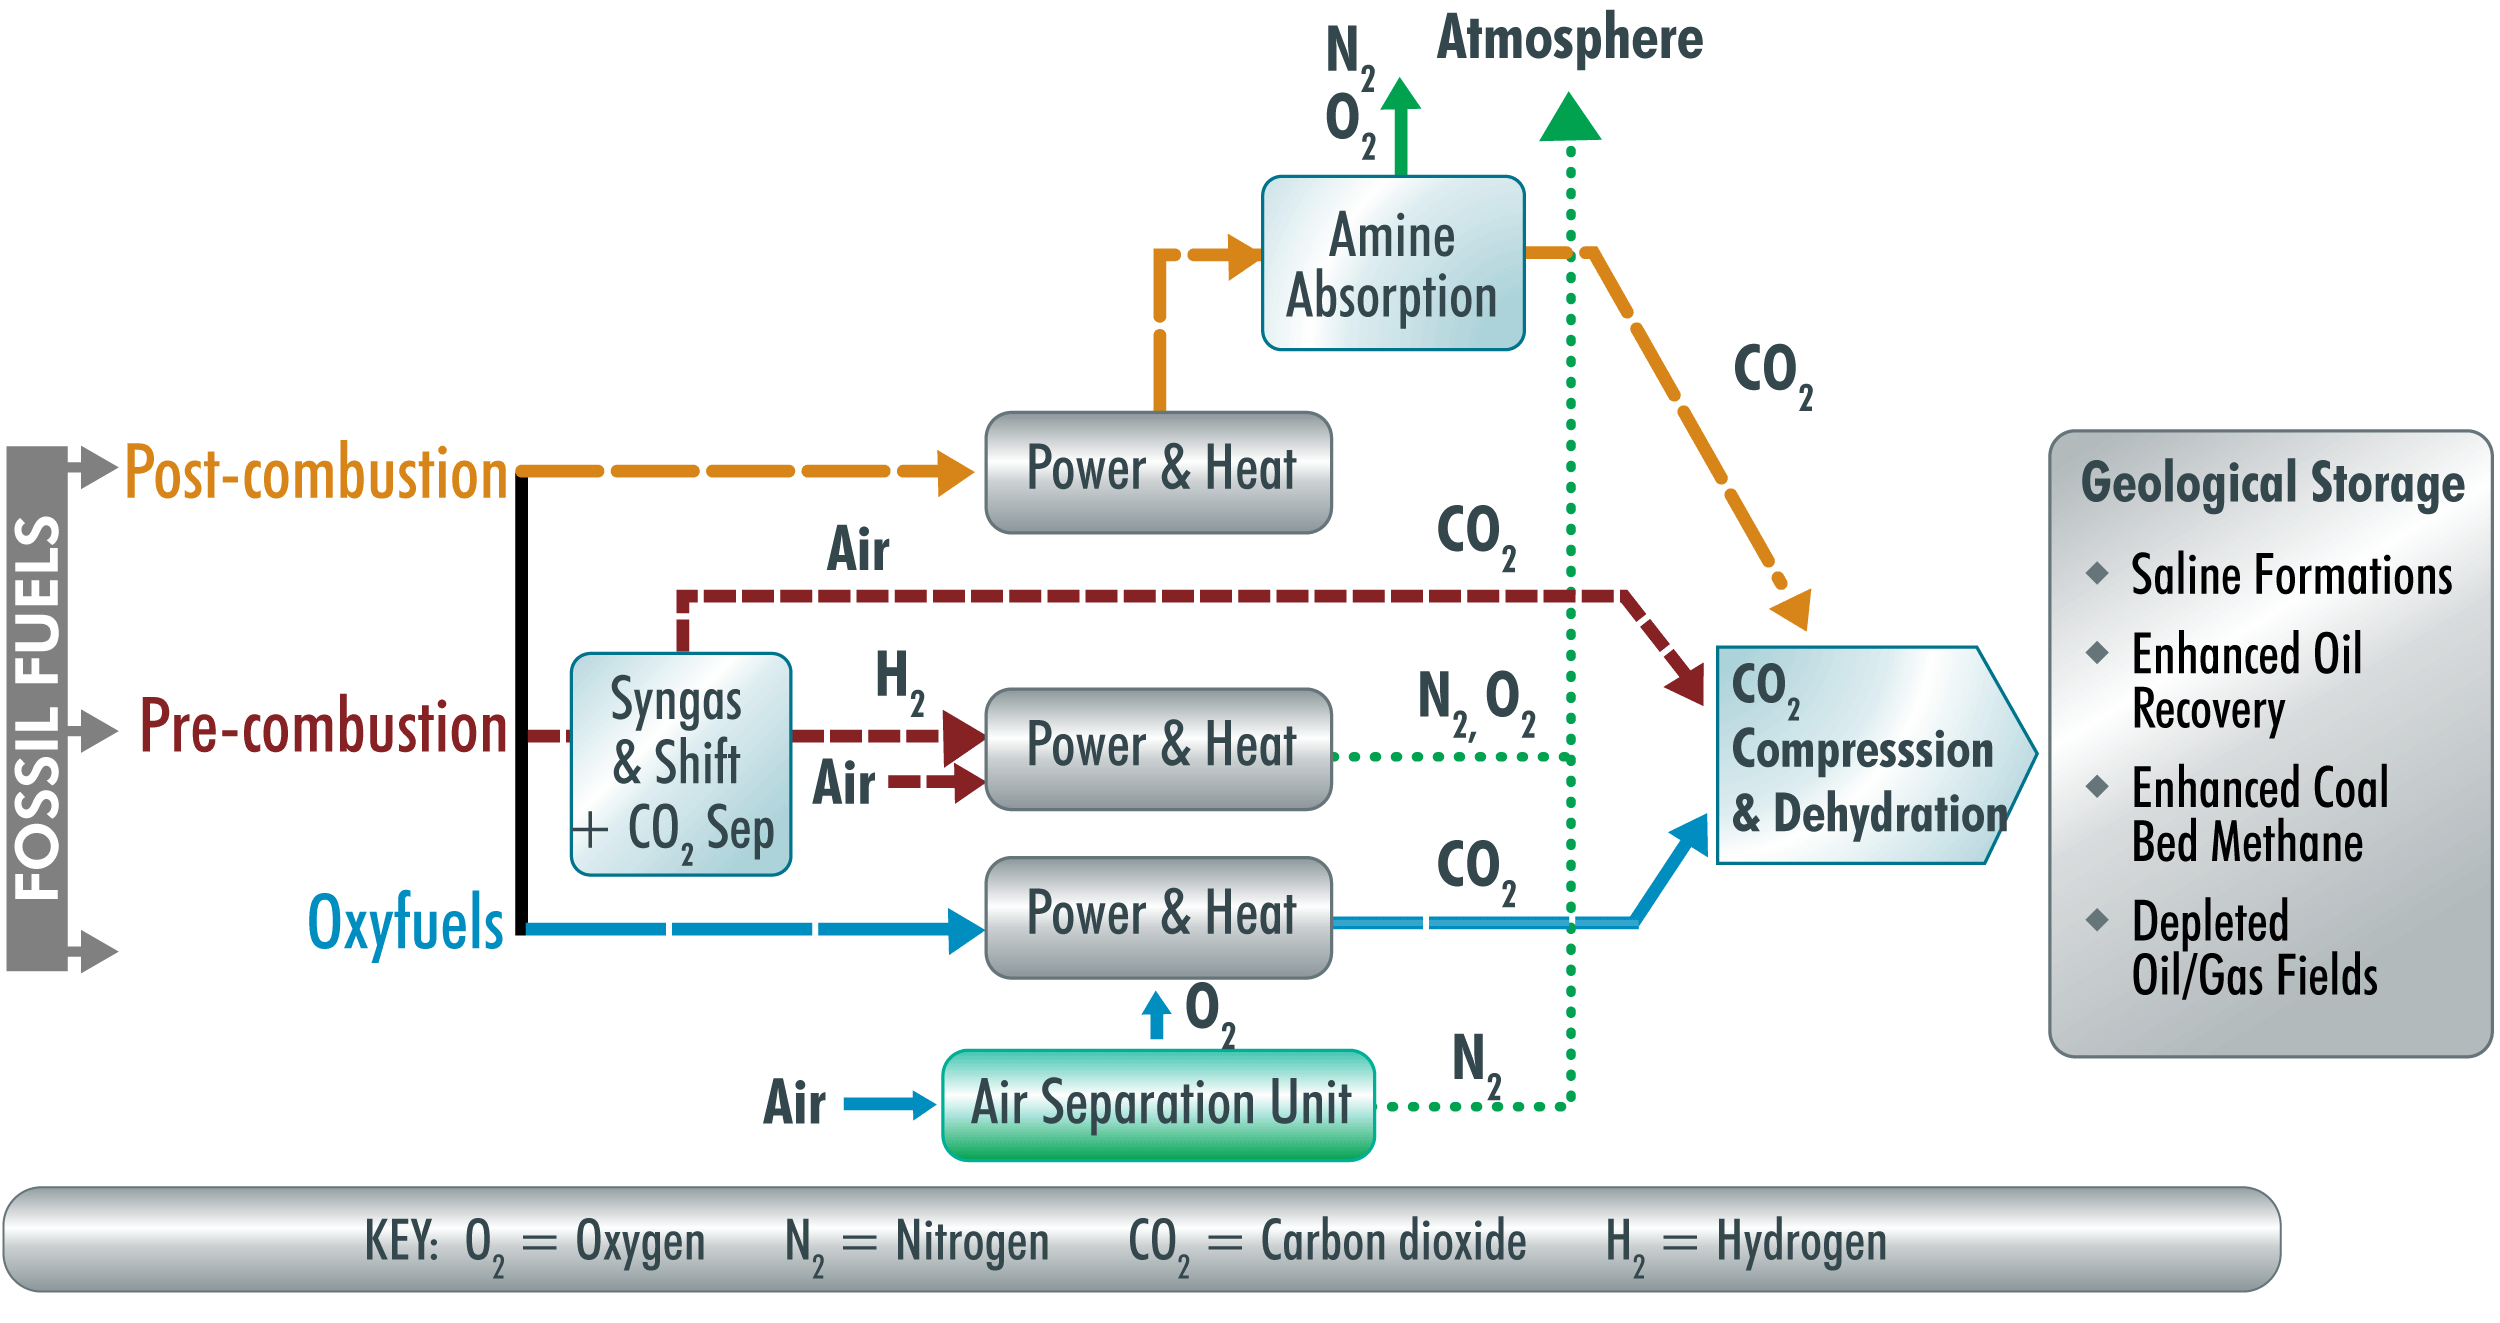 N2
O2
Atmosphere
Amine
Absorption
CO2
FOSSIL FUELS
Post-combustion
Power & Heat
Air
CO2
Pre-combustion
Syngas
& Shift
+ CO2 Sep
H2
Air
Power & Heat
N2, O2
CO2
Compresssion
& Dehydration
Oxyfuels
Power & Heat
CO2
O2
Air
Air Separation Unit
N2
Geological Storage
Saline Formations
Enhanced Oil
Recovery
Enhanced Coal
Bed Methane
Depleted
Oil/Gas Fields
KEY: O2 = Oxygen N2 = Nitrogen CO2 = Carbon dioxide H2 = Hydrogen